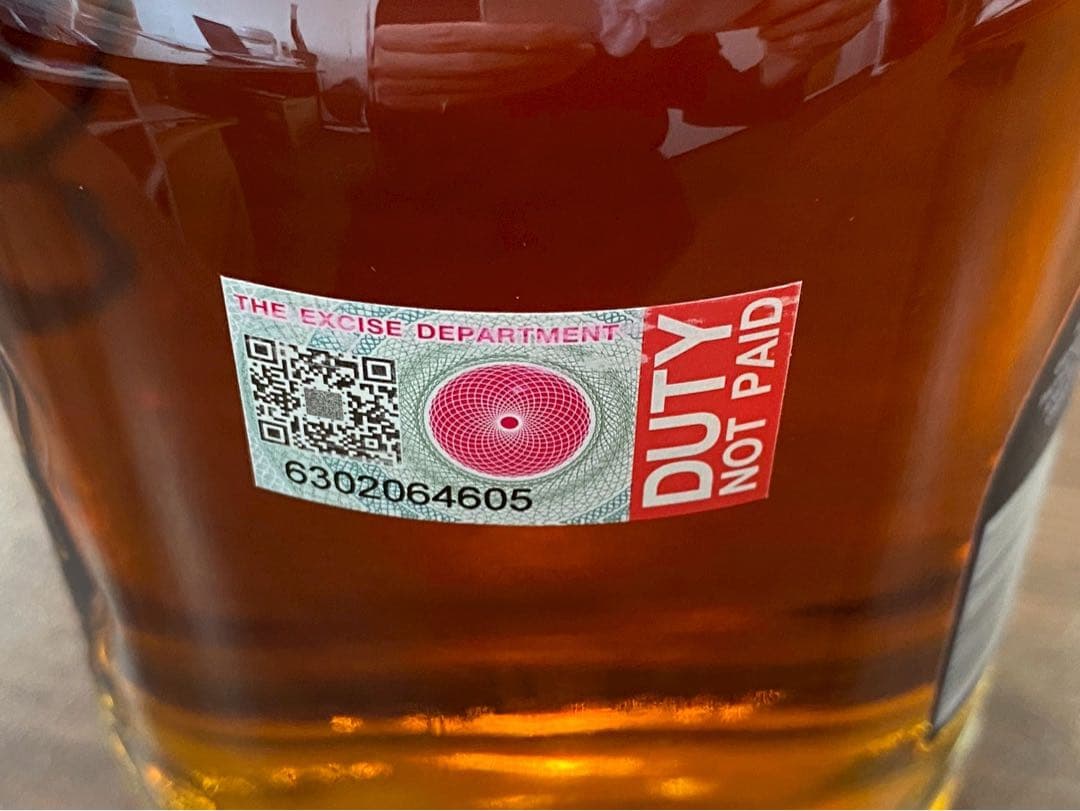 THE EXCISE DEPARTMENT
6302064605
DUTY
NOT PAID